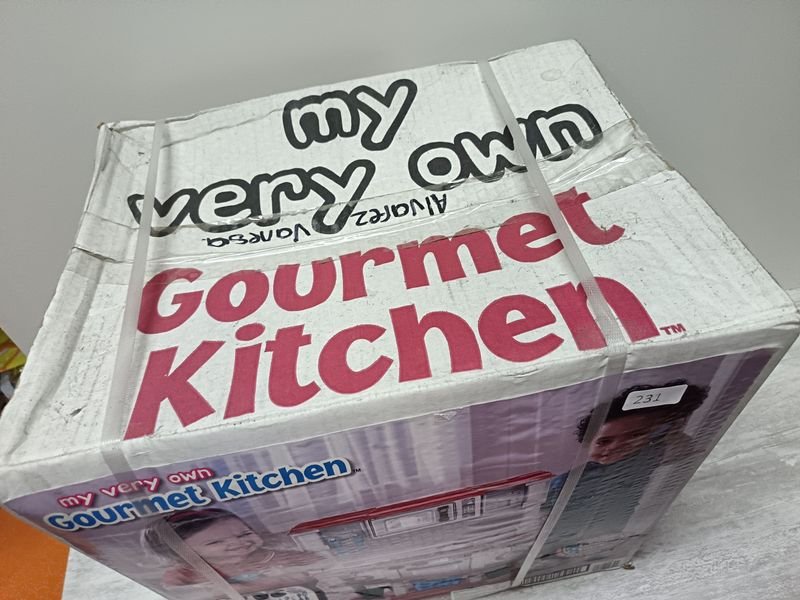 my
very own
Alvarez Vanesa
Gourmet
Kitchen™
231
my very own
Gourmet Kitchen™